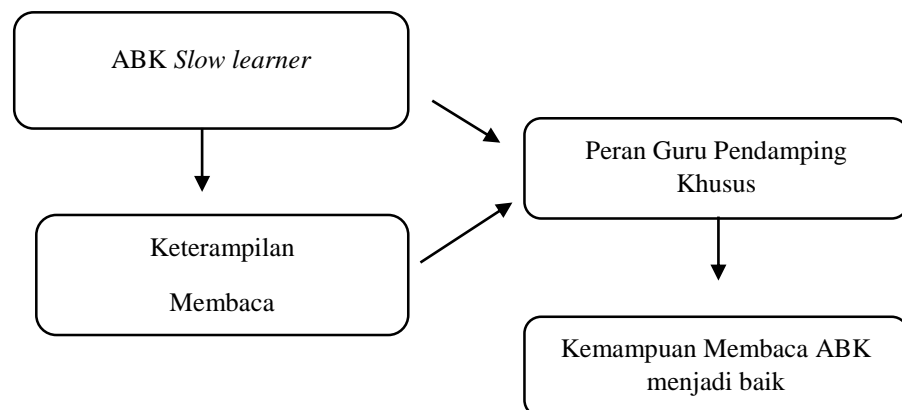 ABK Slow learner
Keterampilan
Membaca
Peran Guru Pendamping
Khusus
Kemampuan Membaca ABK
menjadi baik